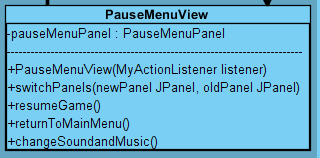 PauseMenuView
-pauseMenuPanel : PauseMenuPanel
+PauseMenuView(MyActionListener listener)
+switchPanels(newPanel JPanel, oldPanel JPanel)
+resumeGame()
+returnToMainMenu()
+changeSoundandMusic()